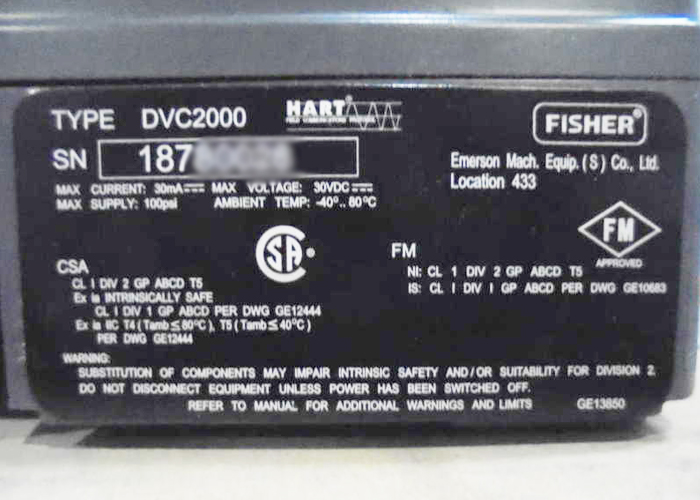 TYPE DVC2000
HART
FIELD COMMUNICATIONS PROTOCOL
FISHER®
SN 187
Emerson Mach. Equip. (S) Co., Ltd.
Location 433
MAX CURRENT: 30mA MAX VOLTAGE: 30VDC
MAX SUPPLY: 100psi AMBIENT TEMP: -40°..80°C
CSA
CL I DIV 2 GP ABCD T5
Ex ia INTRINSICALLY SAFE
CL I DIV 1 GP ABCD PER DWG GE12444
Ex ia IIC T4 (Tamb≤80°C), T5 (Tamb≤40°C)
PER DWG GE12444
SA
FM
FM
APPROVED
NI: CL 1 DIV 2 GP ABCD T5
IS: CL I DIV I GP ABCD PER DWG GE10683
WARNING:
SUBSTITUTION OF COMPONENTS MAY IMPAIR INTRINSIC SAFETY AND/OR SUITABILITY FOR DIVISION 2.
DO NOT DISCONNECT EQUIPMENT UNLESS POWER HAS BEEN SWITCHED OFF.
REFER TO MANUAL FOR ADDITIONAL WARNINGS AND LIMITS GE13850